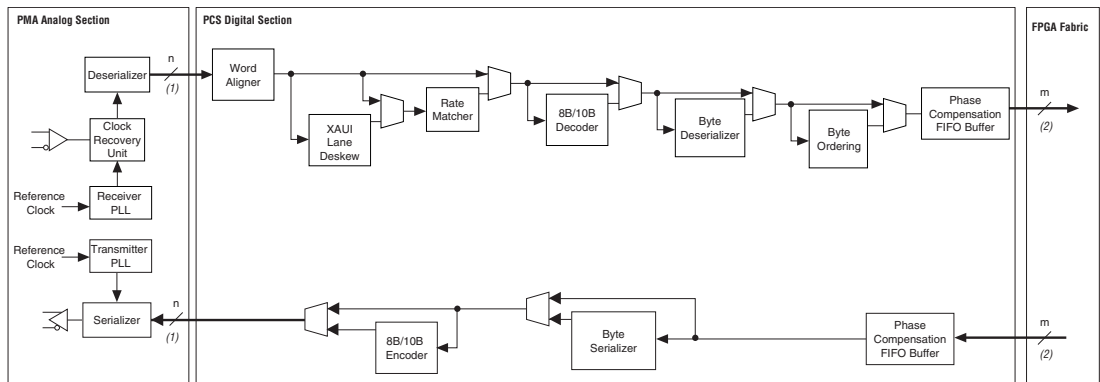 PMA Analog Section
PCS Digital Section
FPGA Fabric
n
(1)
Deserializer
Word
Aligner
Clock
Recovery
Unit
XAUI
Lane
Deskew
Rate
Matcher
8B/10B
Decoder
Byte
Deserializer
Byte
Ordering
Phase
Compensation
FIFO Buffer
m
(2)
Reference
Clock
Receiver
PLL
Reference
Clock
Transmitter
PLL
Serializer
n
(1)
8B/10B
Encoder
Byte
Serializer
Phase
Compensation
FIFO Buffer
m
(2)